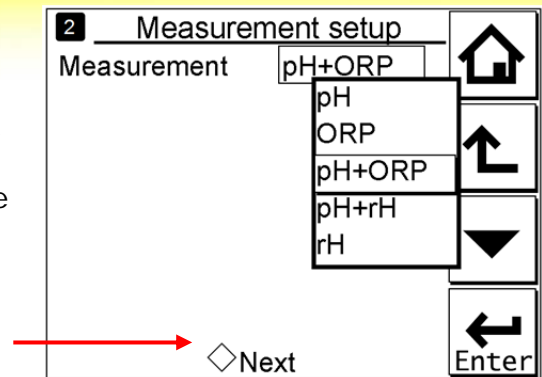 2 Measurement setup
Measurement pH+ORP
pH
ORP
pH+ORP
pH+rH
rH
e
Next
Enter